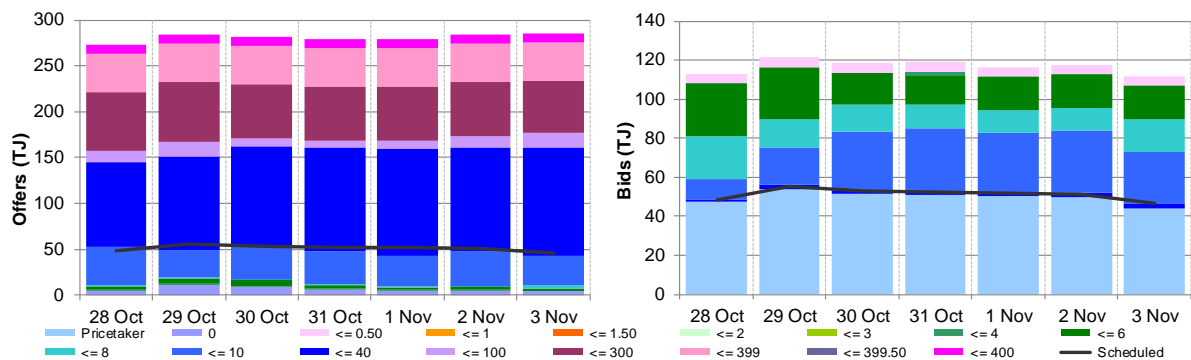 Offers (TJ)
300
250
200
150
100
50
0
28 Oct 29 Oct 30 Oct 31 Oct 1 Nov 2 Nov 3 Nov
Bids (TJ)
140
120
100
80
60
40
20
0
28 Oct 29 Oct 30 Oct 31 Oct 1 Nov 2 Nov 3 Nov
Pricetaker 0 <= 0.50 <= 1 <= 1.50 <= 2 <= 3 <= 4 <= 6
<= 8 <= 10 <= 40 <= 100 <= 300 <= 399 <= 399.50 <= 400 Scheduled